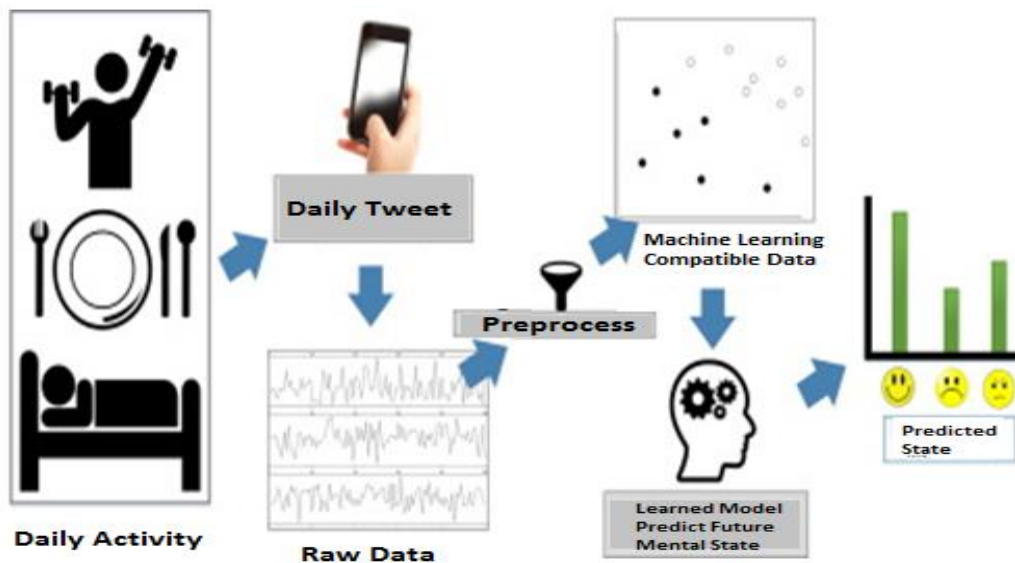 Daily Activity
Daily Tweet
Raw Data
Preprocess
Machine Learning
Compatible Data
Learned Model
Predict Future
Mental State
Predicted
State